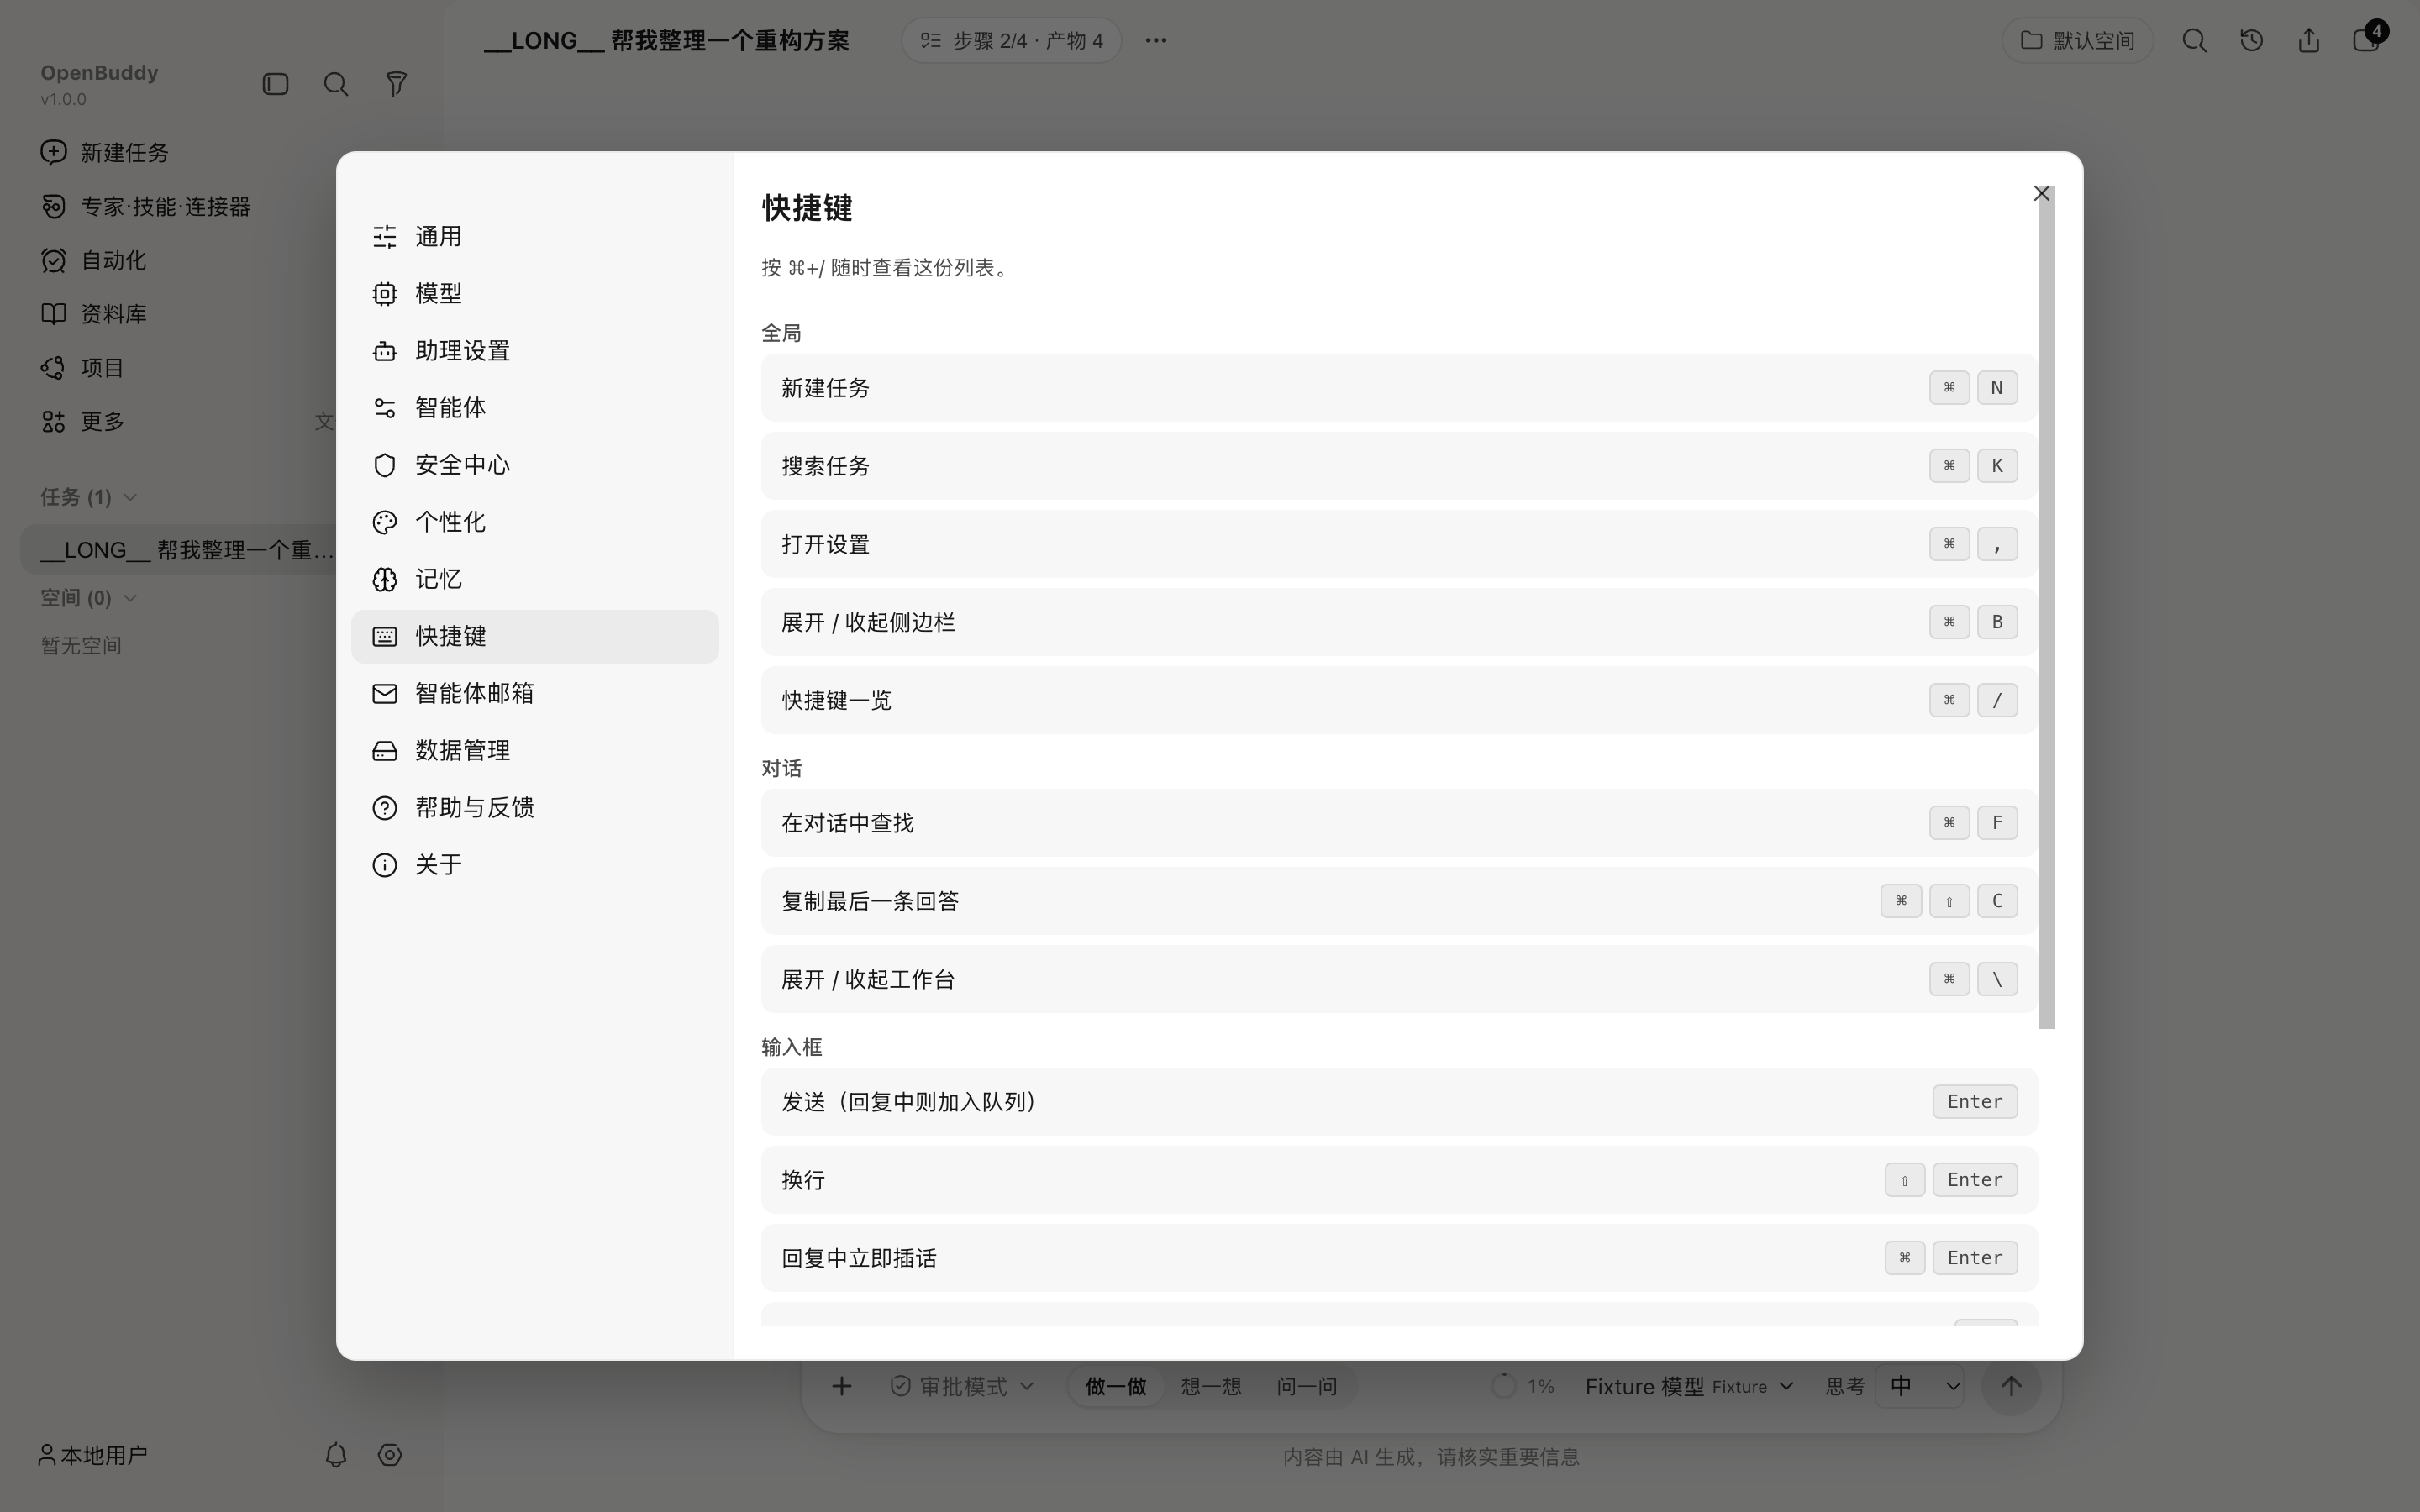 OpenBuddy
v1.0.0
新建任务
专家·技能·连接器
自动化
资料库
项目
更多
文
任务 (1)
__LONG__ 帮我整理一个重…
空间 (0)
暂无空间
本地用户
__LONG__ 帮我整理一个重构方案
步骤 2/4 · 产物 4
默认空间
4
通用
模型
助理设置
智能体
安全中心
个性化
记忆
快捷键
智能体邮箱
数据管理
帮助与反馈
关于
快捷键
按 ⌘+/ 随时查看这份列表。
全局
新建任务 ⌘ N
搜索任务 ⌘ K
打开设置 ⌘ ,
展开 / 收起侧边栏 ⌘ B
快捷键一览 ⌘ /
对话
在对话中查找 ⌘ F
复制最后一条回答 ⌘ ⇧ C
展开 / 收起工作台 ⌘ \
输入框
发送（回复中则加入队列） Enter
换行 ⇧ Enter
回复中立即插话 ⌘ Enter
审批模式 做一做 想一想 问一问 1% Fixture 模型 Fixture 思考 中
内容由 AI 生成，请核实重要信息